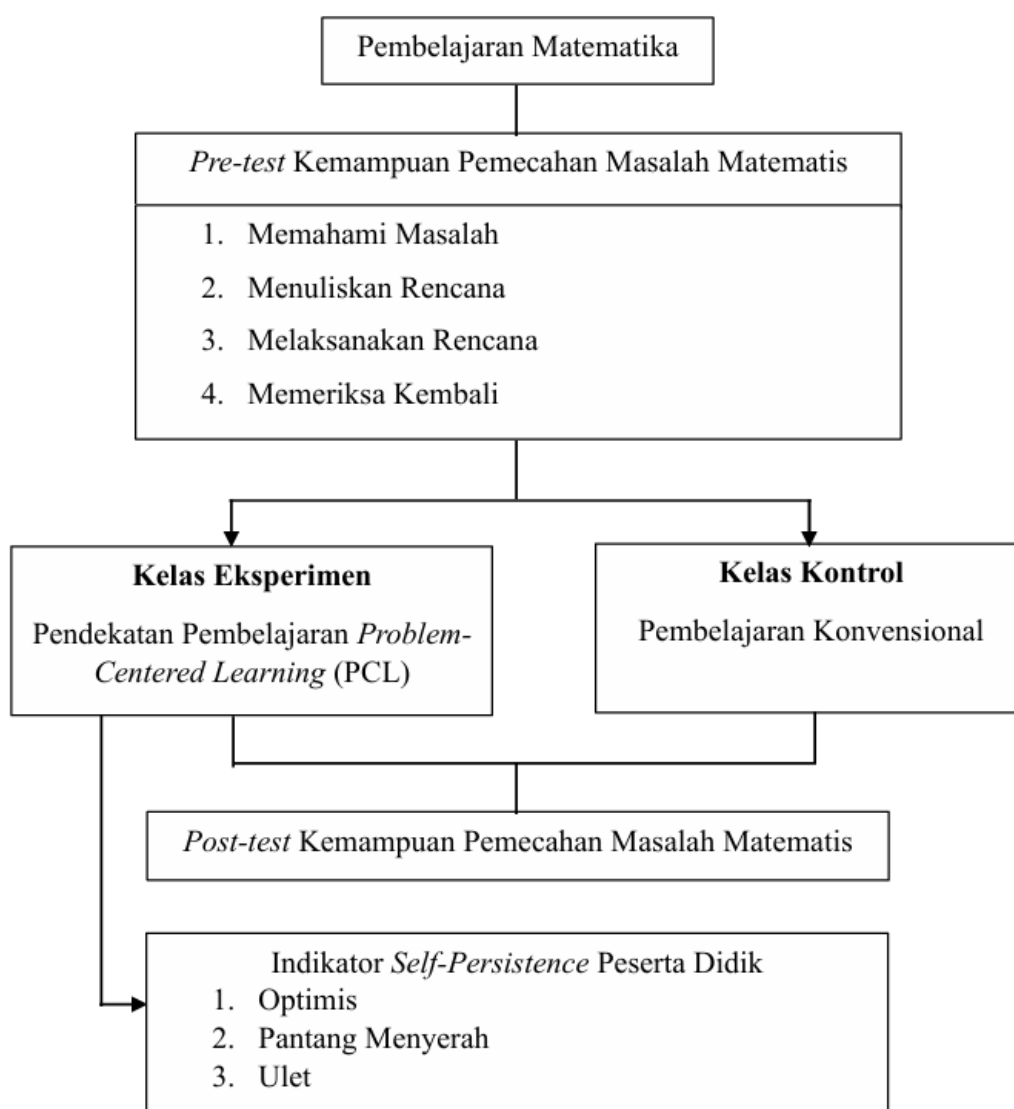 Pembelajaran Matematika
Pre-test Kemampuan Pemecahan Masalah Matematis
1. Memahami Masalah
2. Menuliskan Rencana
3. Melaksanakan Rencana
4. Memeriksa Kembali
Kelas Eksperimen
Pendekatan Pembelajaran Problem-
Centered Learning (PCL)
Kelas Kontrol
Pembelajaran Konvensional
Post-test Kemampuan Pemecahan Masalah Matematis
Indikator Self-Persistence Peserta Didik
1. Optimis
2. Pantang Menyerah
3. Ulet